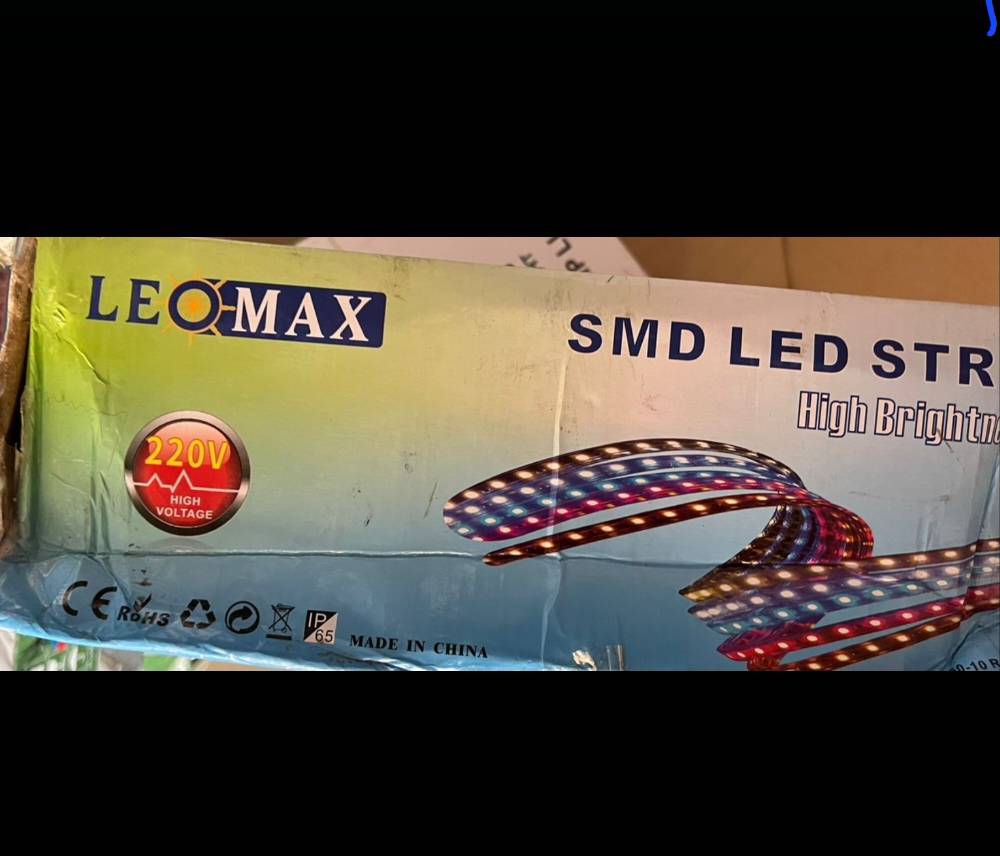 LEOMAX
SMD LED STR
High Brightn
220V
HIGH
VOLTAGE
CE RoHS IP 65 MADE IN CHINA